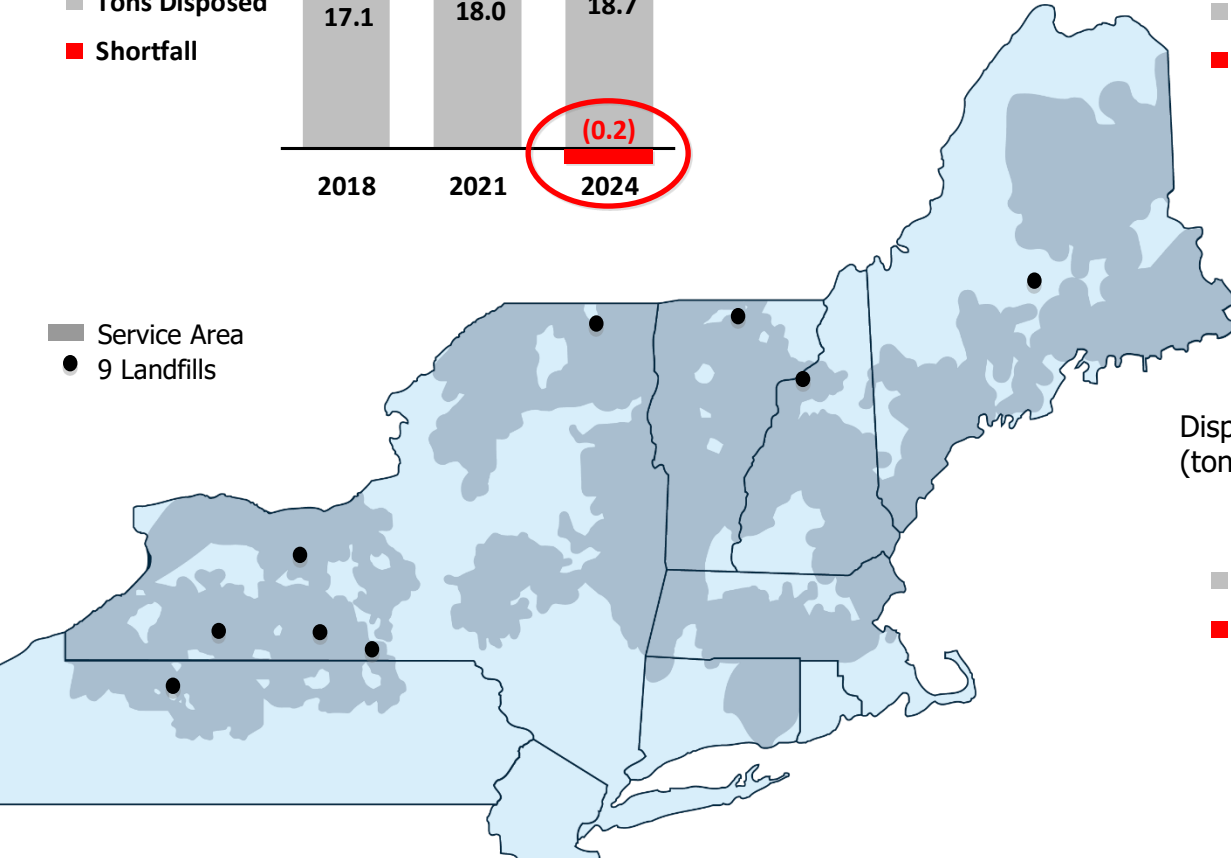 Tons Disposed
17.1
18.0
18.7
Shortfall
(0.2)
2018
2021
2024
Service Area
9 Landfills
(ton